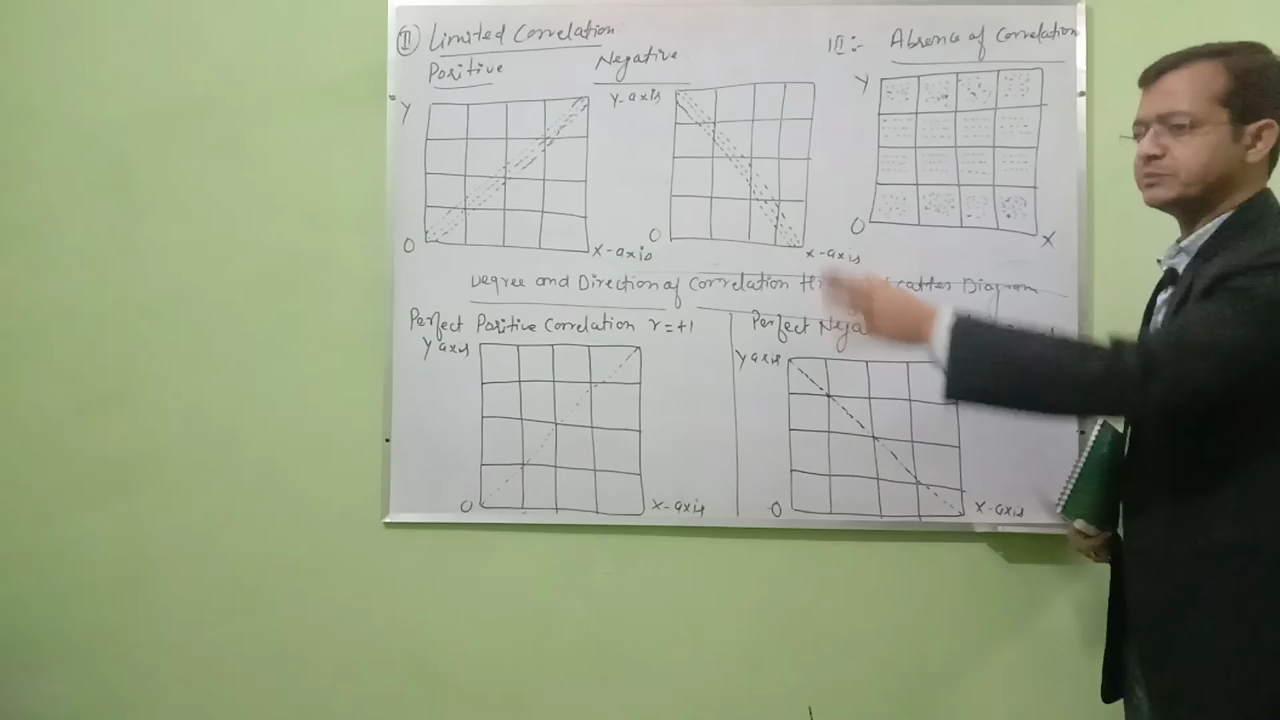 II Limited Correlation
III:- Absence of Correlation
Positive
Negative
Y
Y-axis
Y
O
X-axis
O
X-axis
O
X
Degree and Direction of Correlation Diagram
Perfect Positive Correlation r = +1
Perfect
Y axis
Y axis
O
X-axis
O
X-axis